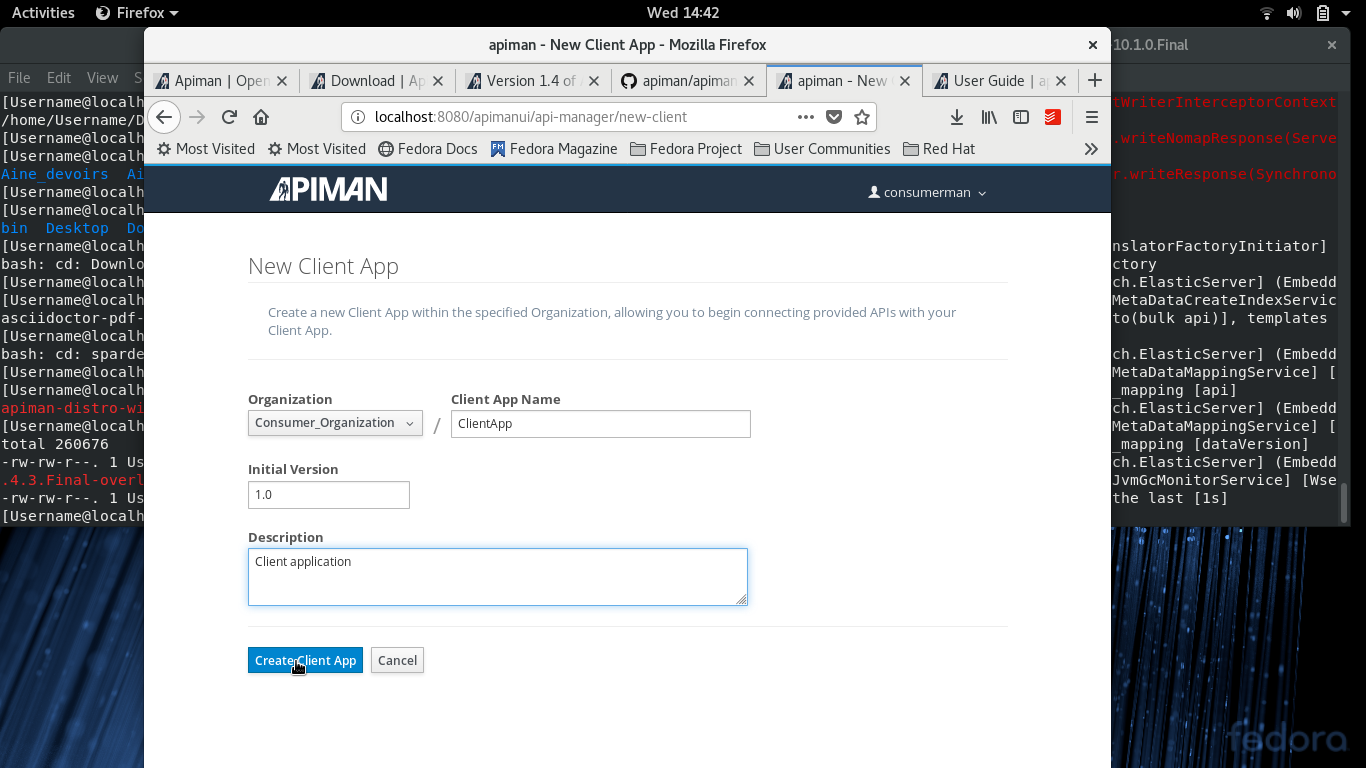 Activities Firefox Wed 14:42
apiman - New Client App - Mozilla Firefox
10.1.0.Final
File Edit View S
Apiman | Open
Download | Ap
Version 1.4 of
apiman/apiman
apiman - New
User Guide | a
localhost:8080/apimanui/api-manager/new-client
Most Visited Most Visited Fedora Docs Fedora Magazine Fedora Project User Communities Red Hat
APIMAN consumerman
New Client App
Create a new Client App within the specified Organization, allowing you to begin connecting provided APIs with your
Client App.
Organization Client App Name
Consumer_Organization / ClientApp
Initial Version
1.0
Description
Client application
Create Client App Cancel
[Username@localh
/home/Username/D
[Username@localh
[Username@localh
Aine_devoirs Ai
[Username@localh
[Username@localh
bin Desktop Do
[Username@localh
bash: cd: Downlo
[Username@localh
[Username@localh
asciidoctor-pdf-
[Username@localh
bash: cd: sparde
[Username@localh
[Username@localh
apiman-distro-wi
[Username@localh
total 260676
-rw-rw-r--. 1 Us
.4.3.Final-overl
-rw-rw-r--. 1 Us
[Username@localh
tWriterInterceptorContext
.writeNomapResponse(Serve
r.writeResponse(Synchrono
nslatorFactoryInitiator]
ctory
ch.ElasticServer] (Embedd
MetaDataCreateIndexServic
to(bulk api)], templates
ch.ElasticServer] (Embedd
MetaDataMappingService] [
_mapping [api]
ch.ElasticServer] (Embedd
MetaDataMappingService] [
_mapping [dataVersion]
ch.ElasticServer] (Embedd
JvmGcMonitorService] [Wse
the last [1s]
fedora